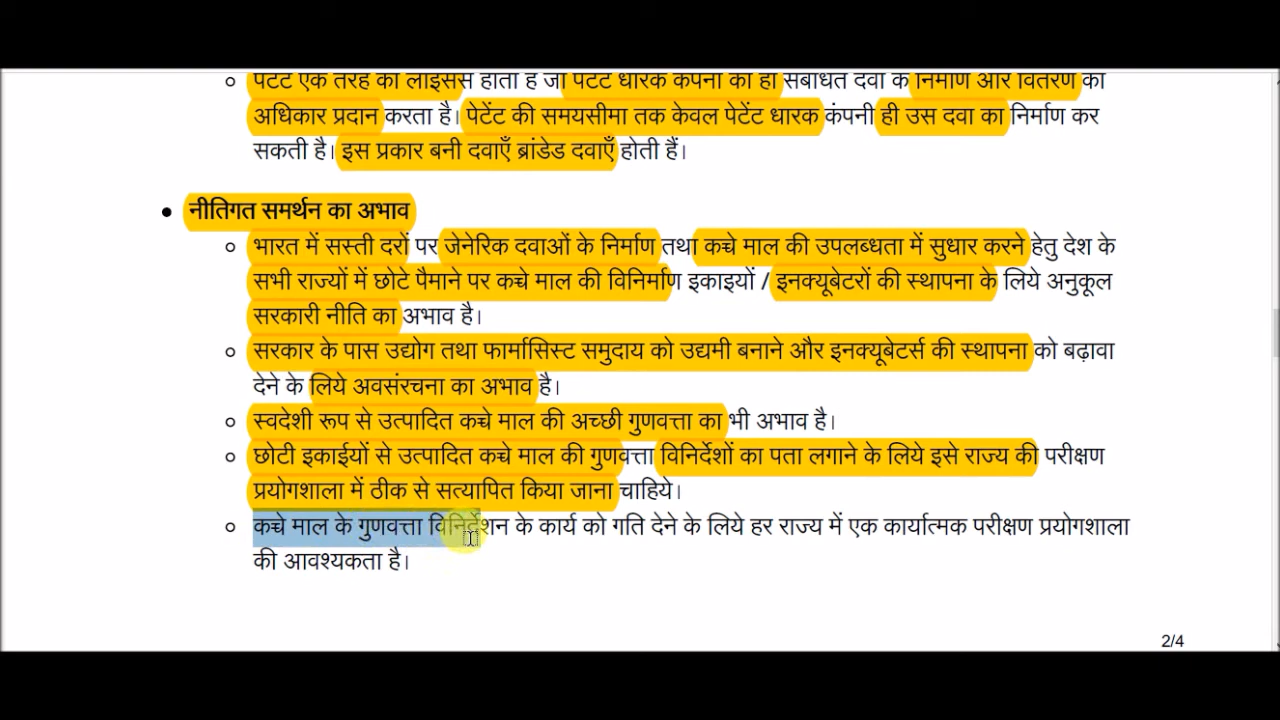 पेटेंट एक तरह का लाइसेंस होता है जो पेटेंट धारक कंपनी को ही संबंधित दवा के निर्माण और वितरण का
अधिकार प्रदान करता है। पेटेंट की समयसीमा तक केवल पेटेंट धारक कंपनी ही उस दवा का निर्माण कर
सकती है। इस प्रकार बनी दवाएँ ब्रांडेड दवाएँ होती हैं।
नीतिगत समर्थन का अभाव
भारत में सस्ती दरों पर जेनेरिक दवाओं के निर्माण तथा कच्चे माल की उपलब्धता में सुधार करने हेतु देश के
सभी राज्यों में छोटे पैमाने पर कच्चे माल की विनिर्माण इकाइयों / इनक्यूबेटरों की स्थापना के लिये अनुकूल
सरकारी नीति का अभाव है।
सरकार के पास उद्योग तथा फार्मासिस्ट समुदाय को उद्यमी बनाने और इनक्यूबेटर्स की स्थापना को बढ़ावा
देने के लिये अवसंरचना का अभाव है।
स्वदेशी रूप से उत्पादित कच्चे माल की अच्छी गुणवत्ता का भी अभाव है।
छोटी इकाईयों से उत्पादित कच्चे माल की गुणवत्ता विनिर्देशों का पता लगाने के लिये इसे राज्य की परीक्षण
प्रयोगशाला में ठीक से सत्यापित किया जाना चाहिये।
कच्चे माल के गुणवत्ता विनिर्देशन के कार्य को गति देने के लिये हर राज्य में एक कार्यात्मक परीक्षण प्रयोगशाला
की आवश्यकता है।
2/4